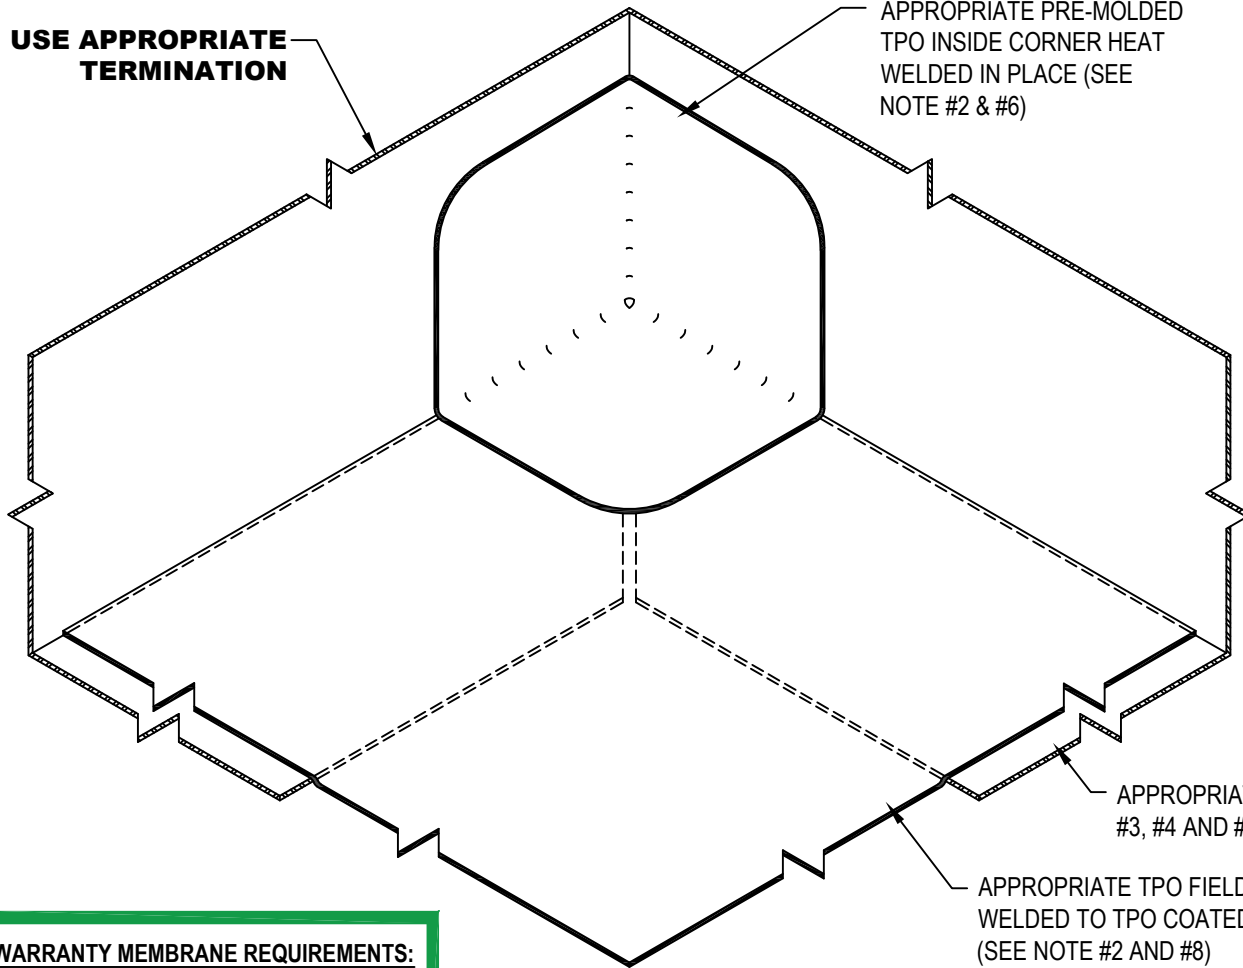 USE APPROPRIATE
TERMINATION
APPROPRIATE PRE-MOLDED
TPO INSIDE CORNER HEAT
WELDED IN PLACE (SEE
NOTE #2 & #6)
#3, #4 AND #
APPROPRIATE TPO FIELD
WELDED TO TPO COATED
(SEE NOTE #2 AND #8)
WARRANTY MEMBRANE REQUIREMENTS: